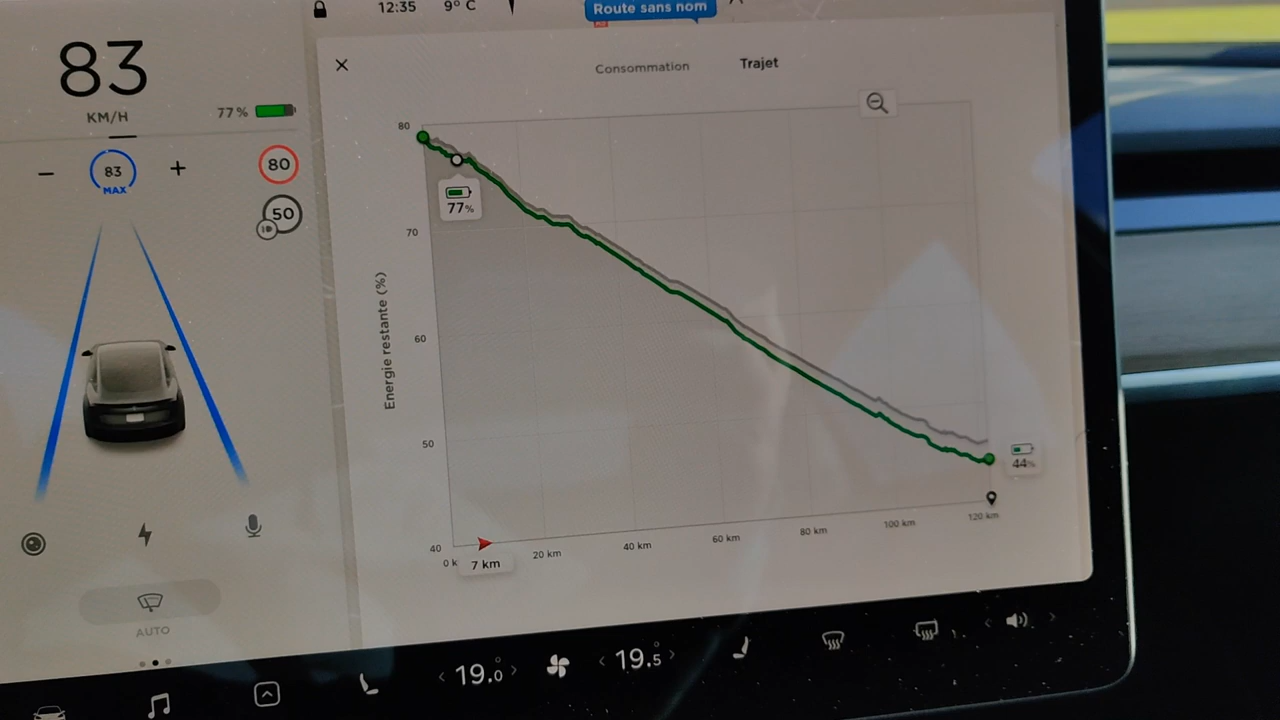 12:35 9° C
Route sans nom
83
KM/H
77%
83
MAX
80
50
Consommation Trajet
80
70
60
50
40
Energie restante (%)
77%
44%
0 k
7 km
20 km
40 km
60 km
80 km
100 km
120 km
AUTO
19.0
19.5